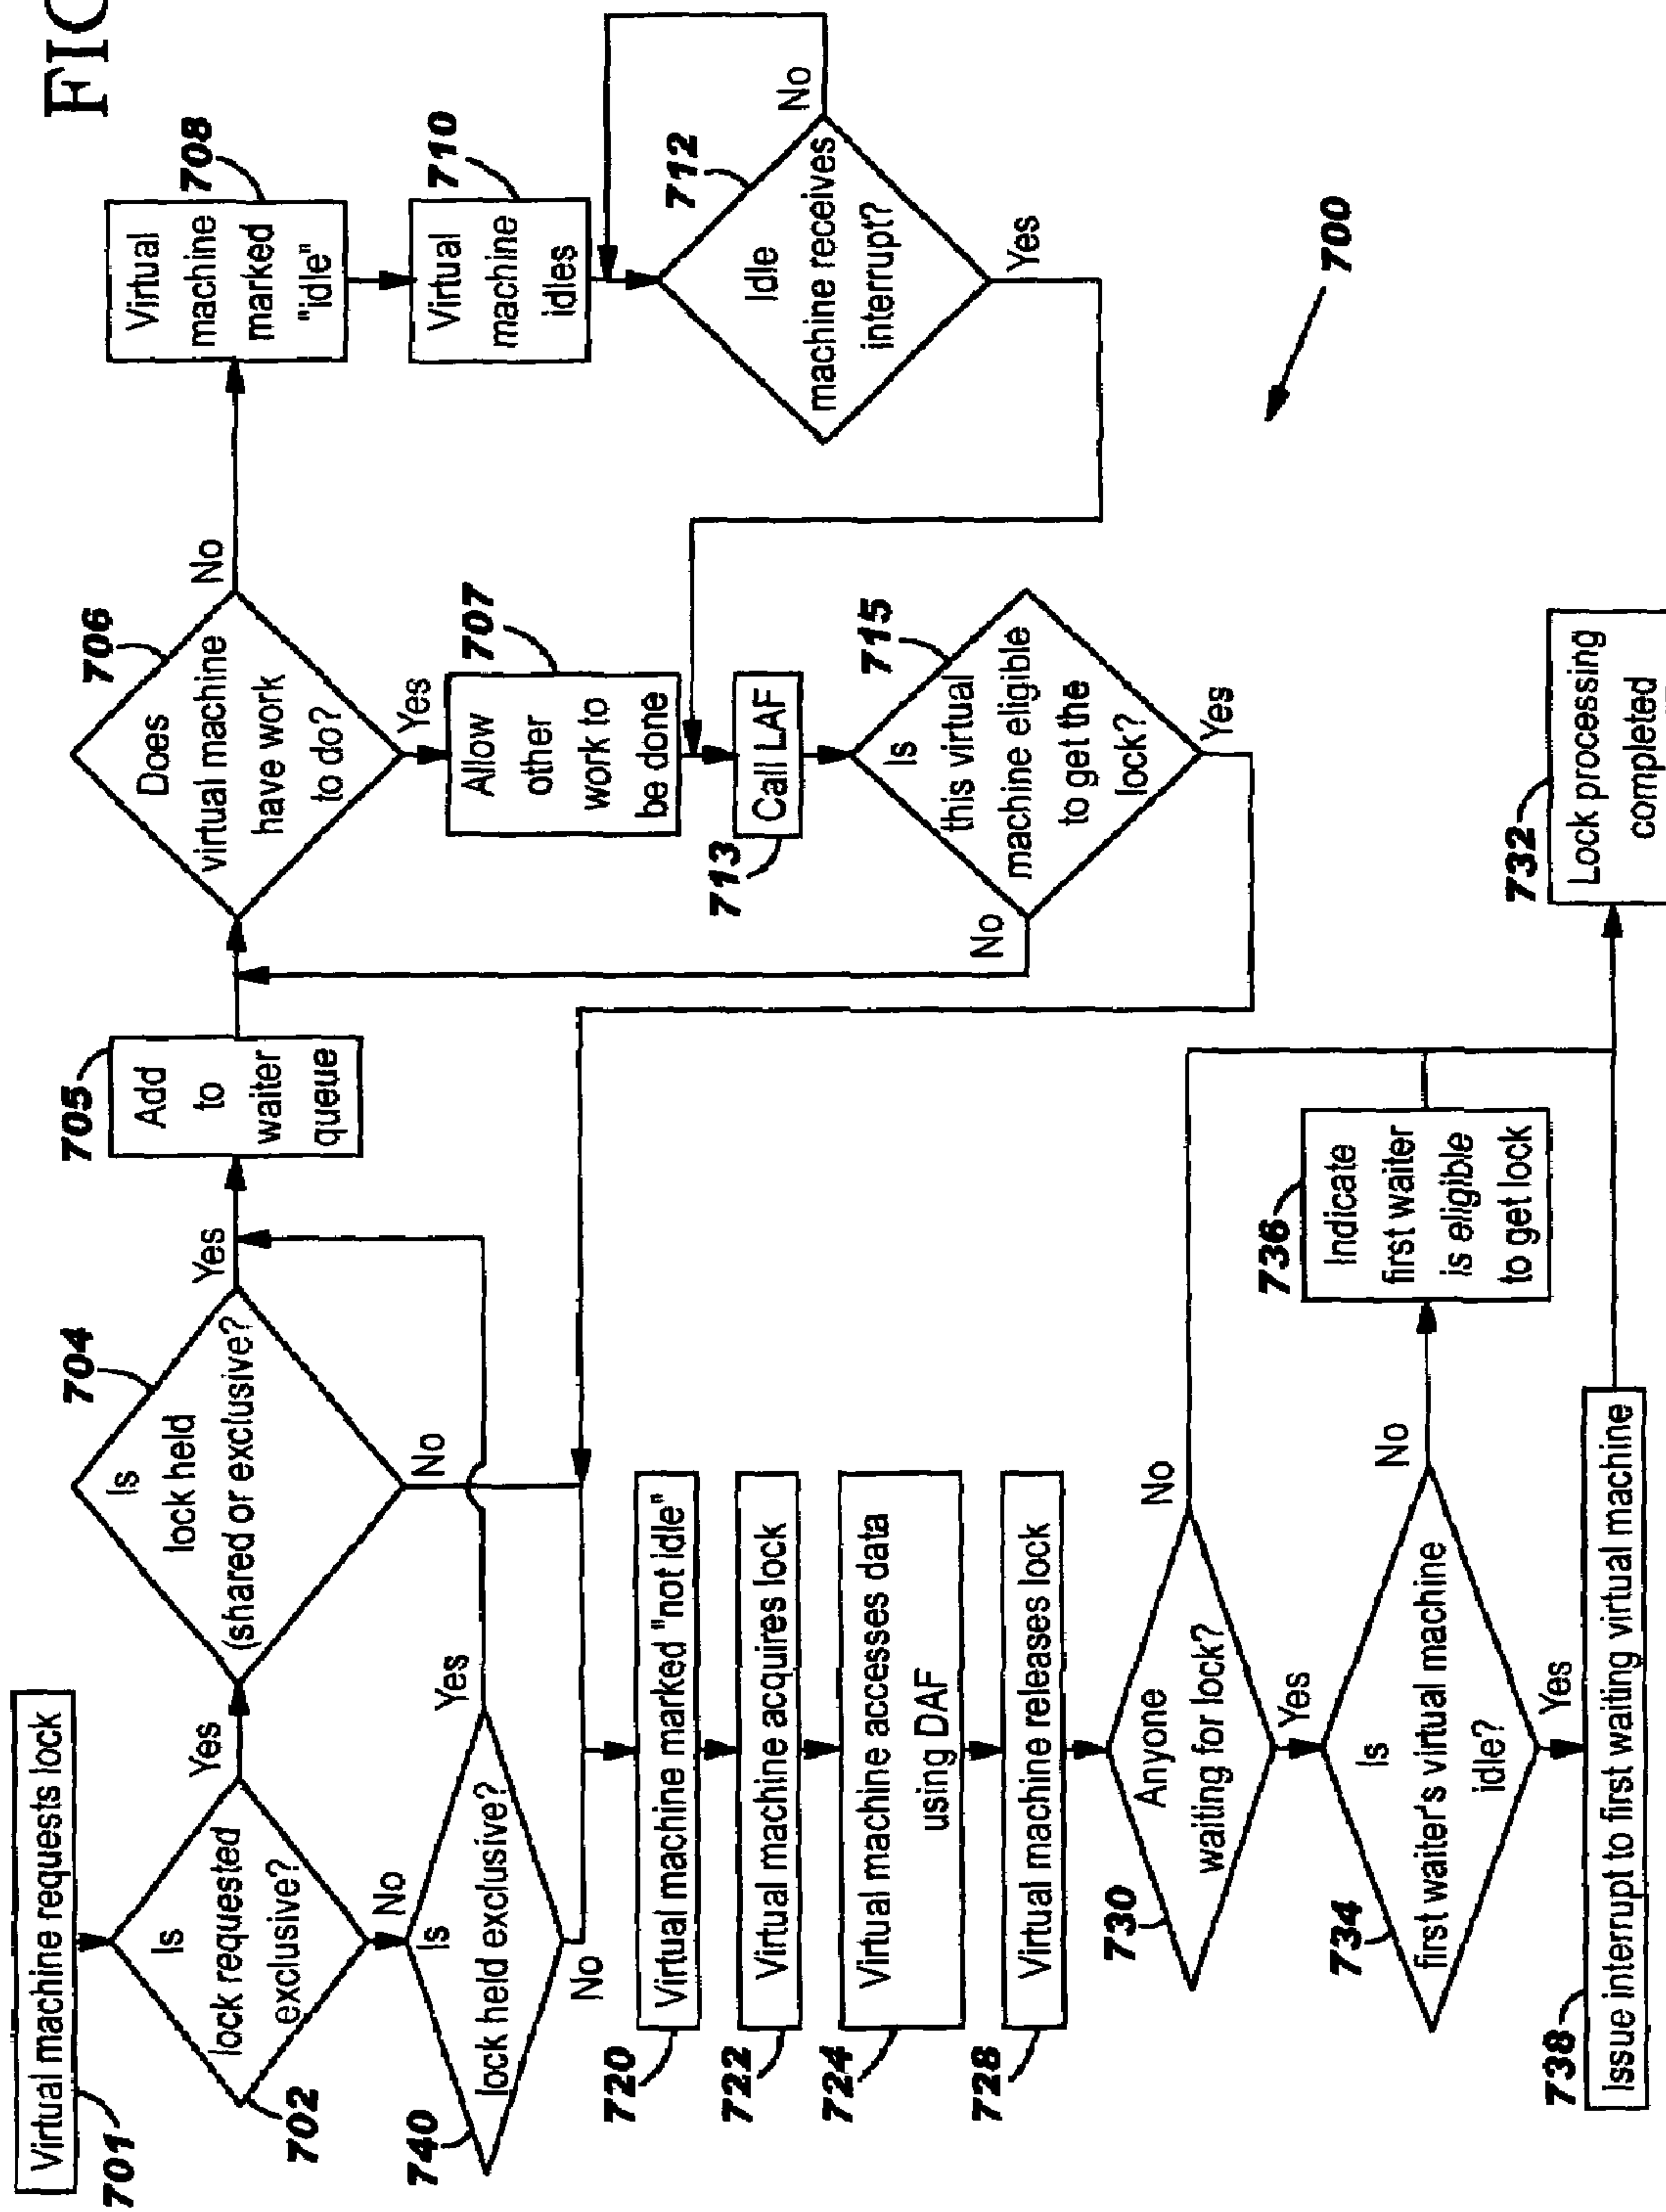 FIG
Virtual machine requests lock
701
Is
lock requested
exclusive?
702
Yes
No
Is
lock held
(shared or exclusive?
704
Yes
No
Is
lock held exclusive?
740
Yes
No
Add
to
waiter
queue
705
Does
virtual machine
have work
to do?
706
No
Yes
Virtual
machine
marked
"idle"
708
Virtual
machine
idles
710
Idle
machine receives
interrupt?
712
No
Yes
Allow
other
work to
be done
707
Call LAF
713
Is
this virtual
machine eligible
to get the
lock?
715
No
Yes
Virtual machine marked "not idle"
720
Virtual machine acquires lock
722
Virtual machine accesses data
using DAF
724
Virtual machine releases lock
728
Anyone
waiting for lock?
730
No
Yes
Is
first waiter's virtual machine
idle?
734
No
Yes
Indicate
first waiter
is eligible
to get lock
736
Issue interrupt to first waiting virtual machine
738
Lock processing
completed
732
700